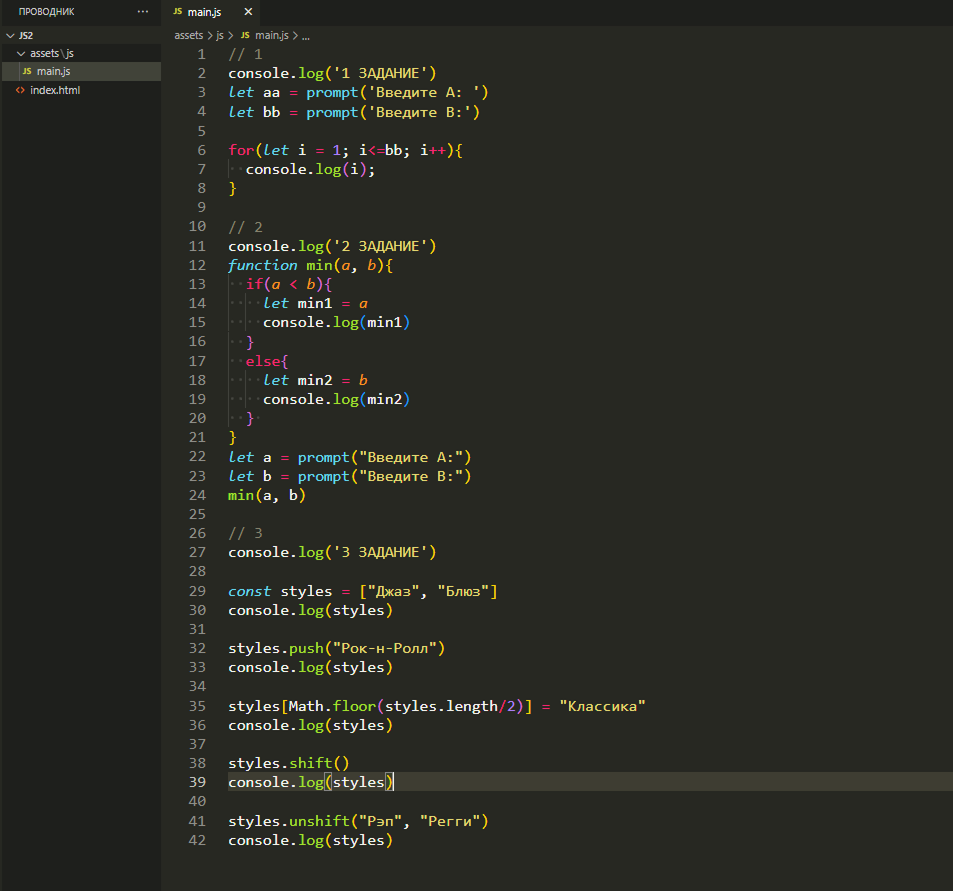 ПРОВОДНИК ...
JS main.js ×
JS2
assets > js > JS main.js > ...
assets\js
JS main.js
<> index.html
1 // 1
2 console.log('1 ЗАДАНИЕ')
3 let aa = prompt('Введите А: ')
4 let bb = prompt('Введите В:')
5
6 for(let i = 1; i<=bb; i++){
7 console.log(i);
8 }
9
10 // 2
11 console.log('2 ЗАДАНИЕ')
12 function min(a, b){
13 if(a < b){
14 let min1 = a
15 console.log(min1)
16 }
17 else{
18 let min2 = b
19 console.log(min2)
20 }
21 }
22 let a = prompt("Введите А:")
23 let b = prompt("Введите В:")
24 min(a, b)
25
26 // 3
27 console.log('3 ЗАДАНИЕ')
28
29 const styles = ["Джаз", "Блюз"]
30 console.log(styles)
31
32 styles.push("Рок-н-Ролл")
33 console.log(styles)
34
35 styles[Math.floor(styles.length/2)] = "Классика"
36 console.log(styles)
37
38 styles.shift()
39 console.log(styles)
40
41 styles.unshift("Рэп", "Регги")
42 console.log(styles)